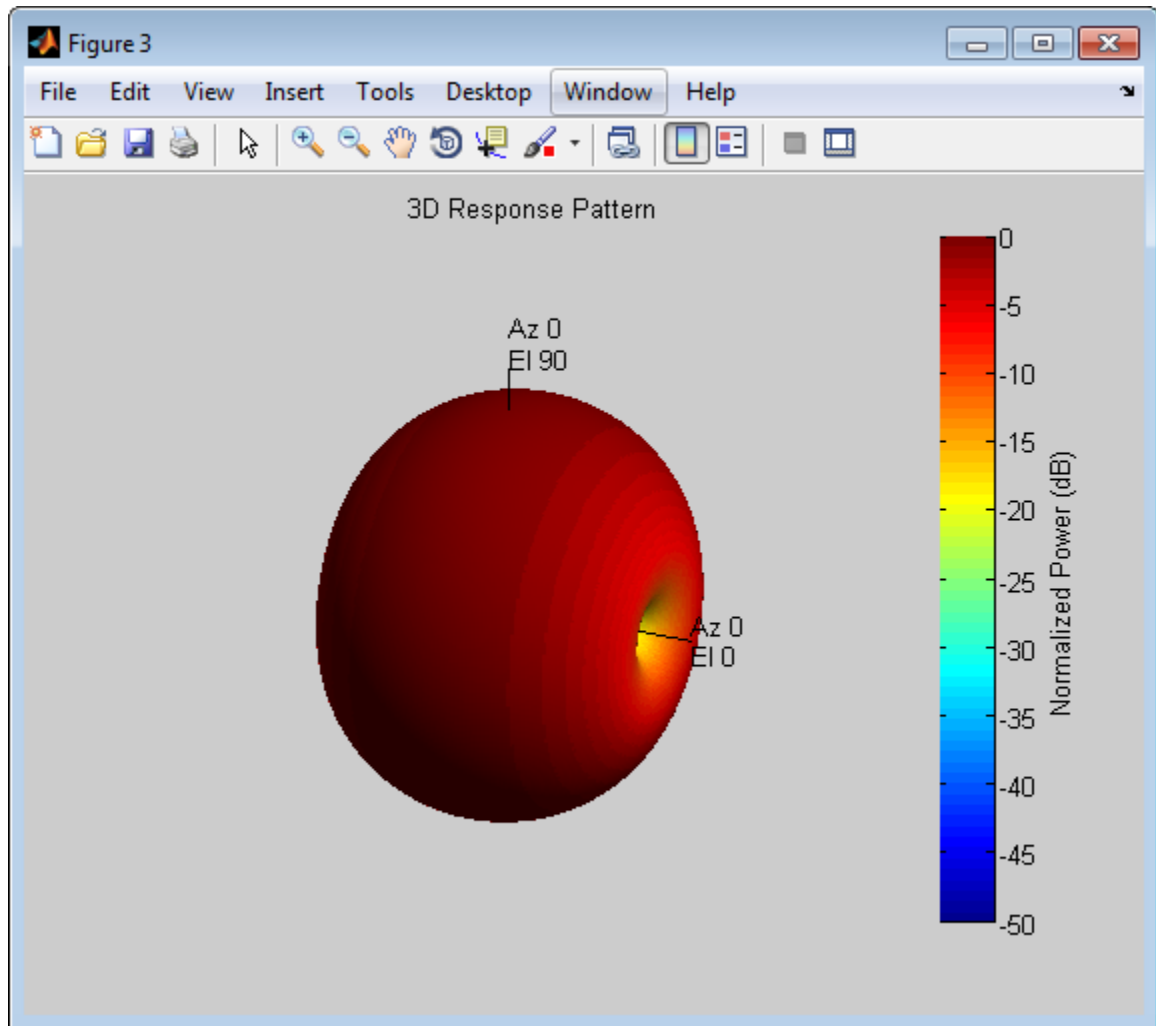 Figure 3
File Edit View Insert Tools Desktop Window Help
3D Response Pattern
Az 0
El 90
Az 0
El 0
0
-5
-10
-15
-20
-25
-30
-35
-40
-45
-50
Normalized Power (dB)